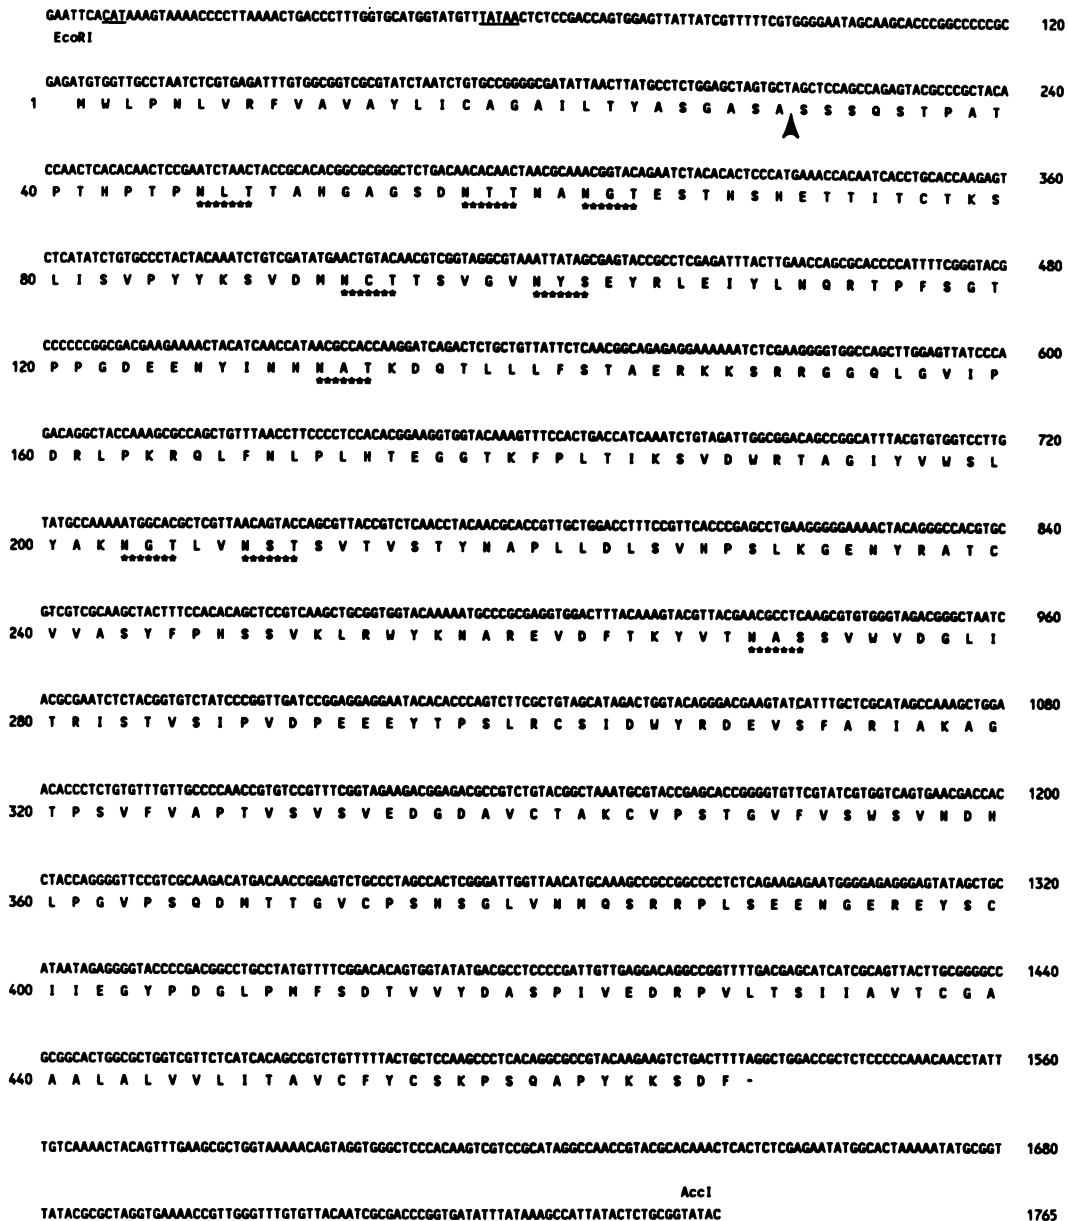 GAATTCACATAAAGTAAAACCCCTTAAAACTGACCCTTTGGTGCATGGTATGTTTATAACTCTCCGACCAGTGGAGTTATTATCGTTTTTCGTGGGGAATAGCAAGCACCCGGCCCCCGC 120
EcoRI
GAGATGTGGTTGCCTAATCTCGTGAGATTTGTGGCGGTCGCGTATCTAATCTGTGCCGGGGCGATATTAACTTATGCCTCTGGAGCTAGTGCTAGCTCCAGCCAGAGTACGCCCGCTACA 240
1 M W L P N L V R F V A V A Y L I C A G A I L T Y A S G A S A S S S Q S T P A T
CCAACTCACACAACTCCGAATCTAACTACCGCACACGGCGCGGGCTCTGACAACACAACTAACGCAAACGGTACAGAATCTACACACTCCCATGAAACCACAATCACCTGCACCAAGAGT 360
40 P T H P T P N L T T A H G A G S D N T T N A N G T E S T H S H E T T I T C T K S
******* ******* *******
CTCATATCTGTGCCCTACTACAAATCTGTCGATATGAACTGTACAACGTCGGTAGGCGTAAATTATAGCGAGTACCGCCTCGAGATTTACTTGAACCAGCGCACCCCATTTTCGGGTACG 480
80 L I S V P Y Y K S V D M N C T T S V G V N Y S E Y R L E I Y L N Q R T P F S G T
******* *******
CCCCCCGGCGACGAAGAAAACTACATCAACCATAACGCCACCAAGGATCAGACTCTGCTGTTATTCTCAACGGCAGAGAGGAAAAAATCTCGAAGGGGTGGCCAGCTTGGAGTTATCCCA 600
120 P P G D E E N Y I N H N A T K D Q T L L L F S T A E R K K S R R G G Q L G V I P
*******
GACAGGCTACCAAAGCGCCAGCTGTTTAACCTTCCCCTCCACACGGAAGGTGGTACAAAGTTTCCACTGACCATCAAATCTGTAGATTGGCGGACAGCCGGCATTTACGTGTGGTCCTTG 720
160 D R L P K R Q L F N L P L H T E G G T K F P L T I K S V D W R T A G I Y V W S L
TATGCCAAAAATGGCACGCTCGTTAACAGTACCAGCGTTACCGTCTCAACCTACAACGCACCGTTGCTGGACCTTTCCGTTCACCCGAGCCTGAAGGGGGAAAACTACAGGGCCACGTGC 840
200 Y A K N G T L V N S T S V T V S T Y N A P L L D L S V H P S L K G E N Y R A T C
******* *******
GTCGTCGCAAGCTACTTTCCACACAGCTCCGTCAAGCTGCGGTGGTACAAAAATGCCCGCGAGGTGGACTTTACAAAGTACGTTACGAACGCCTCAAGCGTGTGGGTAGACGGGCTAATC 960
240 V V A S Y F P H S S V K L R W Y K N A R E V D F T K Y V T N A S S V W V D G L I
*******
ACGCGAATCTCTACGGTGTCTATCCCGGTTGATCCGGAGGAGGAATACACACCCAGTCTTCGCTGTAGCATAGACTGGTACAGGGACGAAGTATCATTTGCTCGCATAGCCAAAGCTGGA 1080
280 T R I S T V S I P V D P E E E Y T P S L R C S I D W Y R D E V S F A R I A K A G
ACACCCTCTGTGTTTGTTGCCCCAACCGTGTCCGTTTCGGTAGAAGACGGAGACGCCGTCTGTACGGCTAAATGCGTACCGAGCACCGGGGTGTTCGTATCGTGGTCAGTGAACGACCAC 1200
320 T P S V F V A P T V S V S V E D G D A V C T A K C V P S T G V F V S W S V N D H
CTACCAGGGGTTCCGTCGCAAGACATGACAACCGGAGTCTGCCCTAGCCACTCGGGATTGGTTAACATGCAAAGCCGCCGGCCCCTCTCAGAAGAGAATGGGGAGAGGGAGTATAGCTGC 1320
360 L P G V P S Q D M T T G V C P S H S G L V N M Q S R R P L S E E N G E R E Y S C
ATAATAGAGGGGTACCCCGACGGCCTGCCTATGTTTTCGGACACAGTGGTATATGACGCCTCCCCGATTGTTGAGGACAGGCCGGTTTTGACGAGCATCATCGCAGTTACTTGCGGGGCC 1440
400 I I E G Y P D G L P M F S D T V V Y D A S P I V E D R P V L T S I I A V T C G A
GCGGCACTGGCGCTGGTCGTTCTCATCACAGCCGTCTGTTTTTACTGCTCCAAGCCCTCACAGGCGCCGTACAAGAAGTCTGACTTTTAGGCTGGACCGCTCTCCCCCAAACAACCTATT 1560
440 A A L A L V V L I T A V C F Y C S K P S Q A P Y K K S D F -
TGTCAAAACTACAGTTTGAAGCGCTGGTAAAAACAGTAGGTGGGCTCCCACAAGTCGTCCGCATAGGCCAACCGTACGCACAAACTCACTCTCGAGAATATGGCACTAAAAATATGCGGT 1680
AccI
TATACGCGCTAGGTGAAAACCGTTGGGTTTGTGTTACAATCGCGACCCGGTGATATTTATAAAGCCATTATACTCTGCGGTATAC 1765